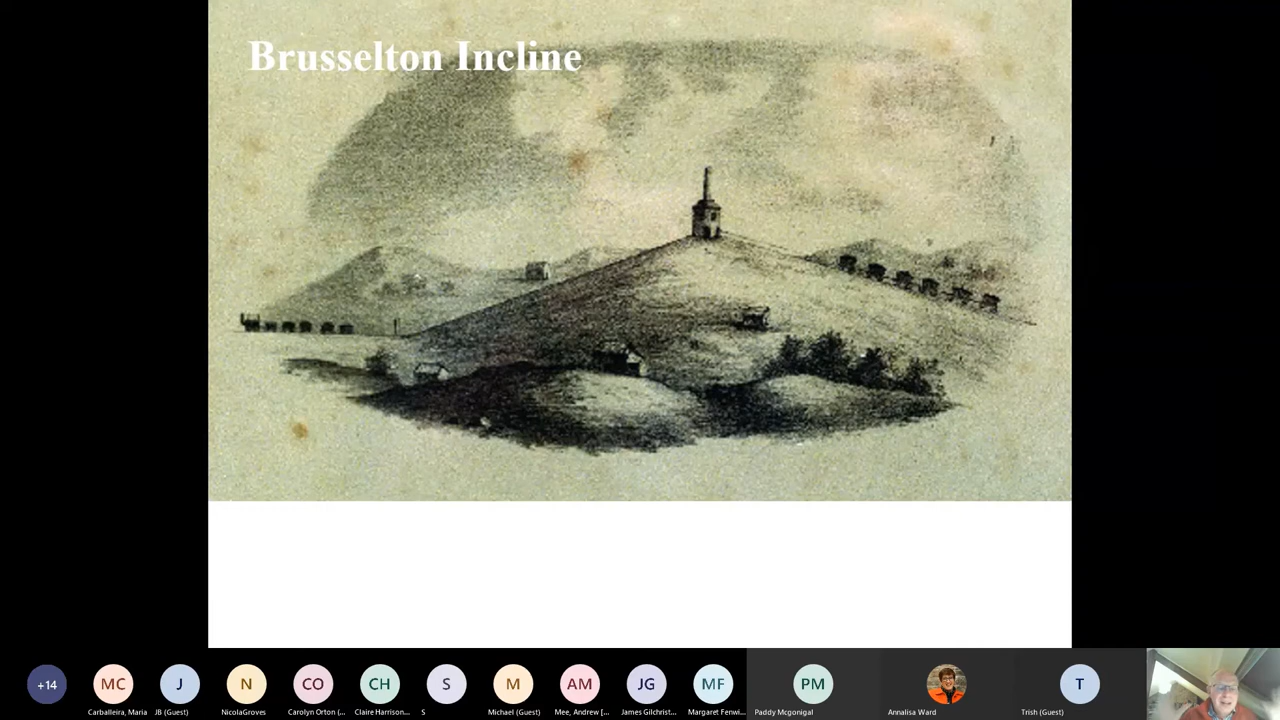 Brusselton Incline
+14
MC
J
N
CO
CH
S
M
AM
JG
MF
PM
T
Carballeira, Maria
JB (Guest)
NicolaGroves
Carolyn Orton (...
Claire Harrison...
S
Michael (Guest)
Mee, Andrew [...
James Gilchrist...
Margaret Fenwi...
Paddy Mcgonigal
Annalisa Ward
Trish (Guest)